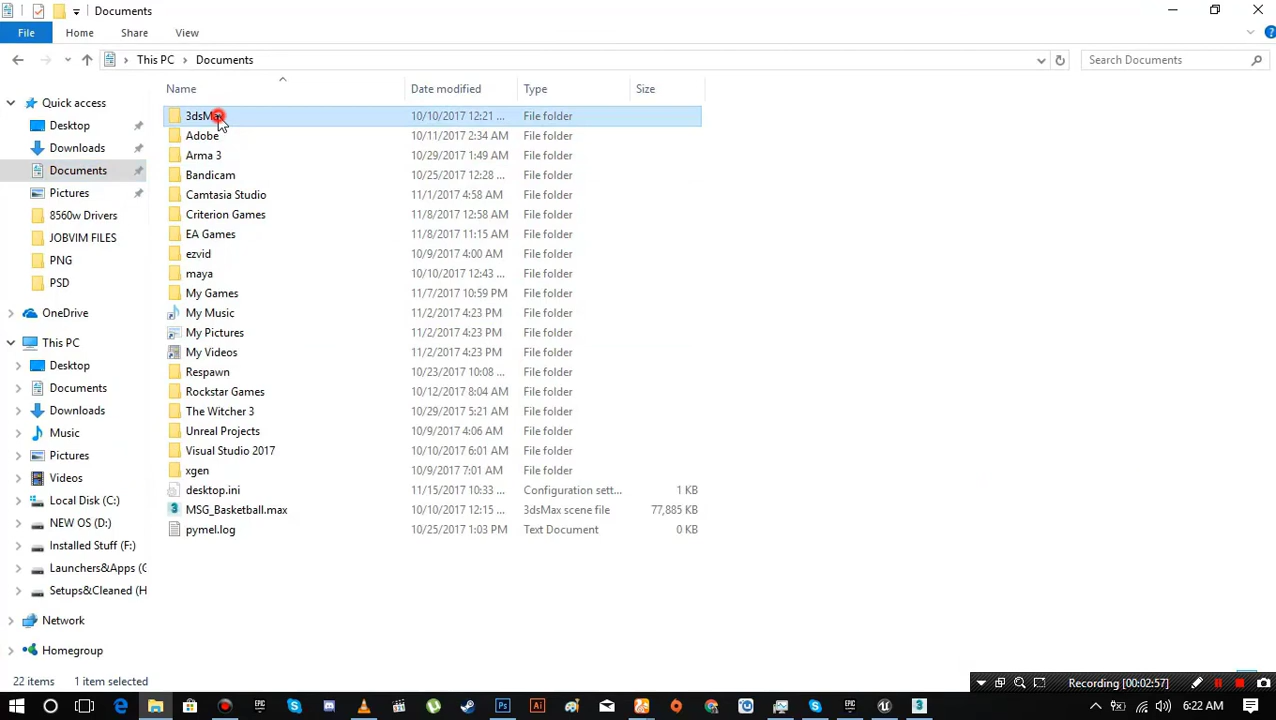 Documents
File Home Share View
This PC Documents Search Documents
Name Date modified Type Size
Quick access
Desktop
Downloads
Documents
Pictures
8560w Drivers
JOBVIM FILES
PNG
PSD
OneDrive
This PC
Desktop
Documents
Downloads
Music
Pictures
Videos
Local Disk (C:)
NEW OS (D:)
Installed Stuff (F:)
Launchers&Apps (
Setups&Cleaned (H
Network
Homegroup
3dsMax 10/10/2017 12:21 ... File folder
Adobe 10/11/2017 2:34 AM File folder
Arma 3 10/29/2017 1:49 AM File folder
Bandicam 10/25/2017 12:28 ... File folder
Camtasia Studio 11/1/2017 4:58 AM File folder
Criterion Games 11/8/2017 12:58 AM File folder
EA Games 11/8/2017 11:15 AM File folder
ezvid 10/9/2017 4:00 AM File folder
maya 10/10/2017 12:43 ... File folder
My Games 11/7/2017 10:59 PM File folder
My Music 11/2/2017 4:23 PM File folder
My Pictures 11/2/2017 4:23 PM File folder
My Videos 11/2/2017 4:23 PM File folder
Respawn 10/23/2017 10:08 ... File folder
Rockstar Games 10/12/2017 8:04 AM File folder
The Witcher 3 10/29/2017 5:21 AM File folder
Unreal Projects 10/9/2017 4:06 AM File folder
Visual Studio 2017 10/10/2017 6:01 AM File folder
xgen 10/9/2017 7:01 AM File folder
desktop.ini 11/15/2017 10:33 ... Configuration sett... 1 KB
MSG_Basketball.max 10/10/2017 12:15 ... 3dsMax scene file 77,885 KB
pymel.log 10/25/2017 1:03 PM Text Document 0 KB
22 items 1 item selected
Recording [00:02:57]
6:22 AM